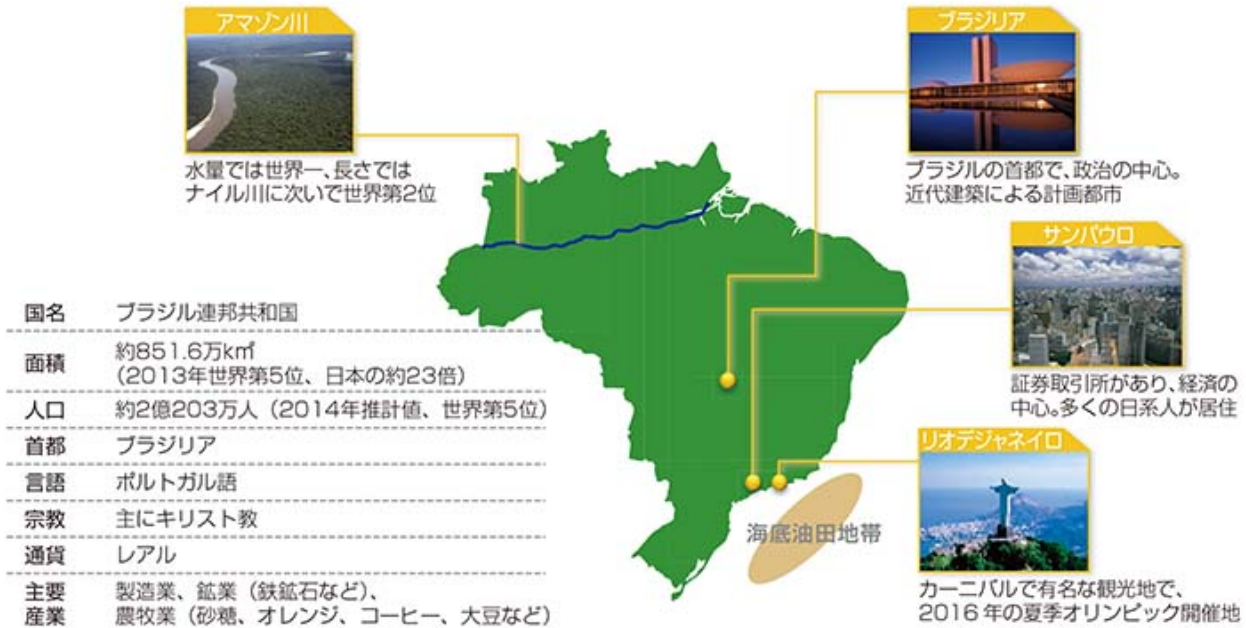 アマゾン川
水量では世界一、長さでは
ナイル川に次いで世界第2位
ブラジリア
ブラジルの首都で、政治の中心。
近代建築による計画都市
サンパウロ
証券取引所があり、経済の
中心。多くの日系人が居住
リオデジャネイロ
カーニバルで有名な観光地で、
2016年の夏季オリンピック開催地
海底油田地帯
国名 ブラジル連邦共和国
面積 約851.6万km²
（2013年世界第5位、日本の約23倍）
人口 約2億203万人（2014年推計値、世界第5位）
首都 ブラジリア
言語 ポルトガル語
宗教 主にキリスト教
通貨 レアル
主要 製造業、鉱業（鉄鉱石など）、
産業 農牧業（砂糖、オレンジ、コーヒー、大豆など）